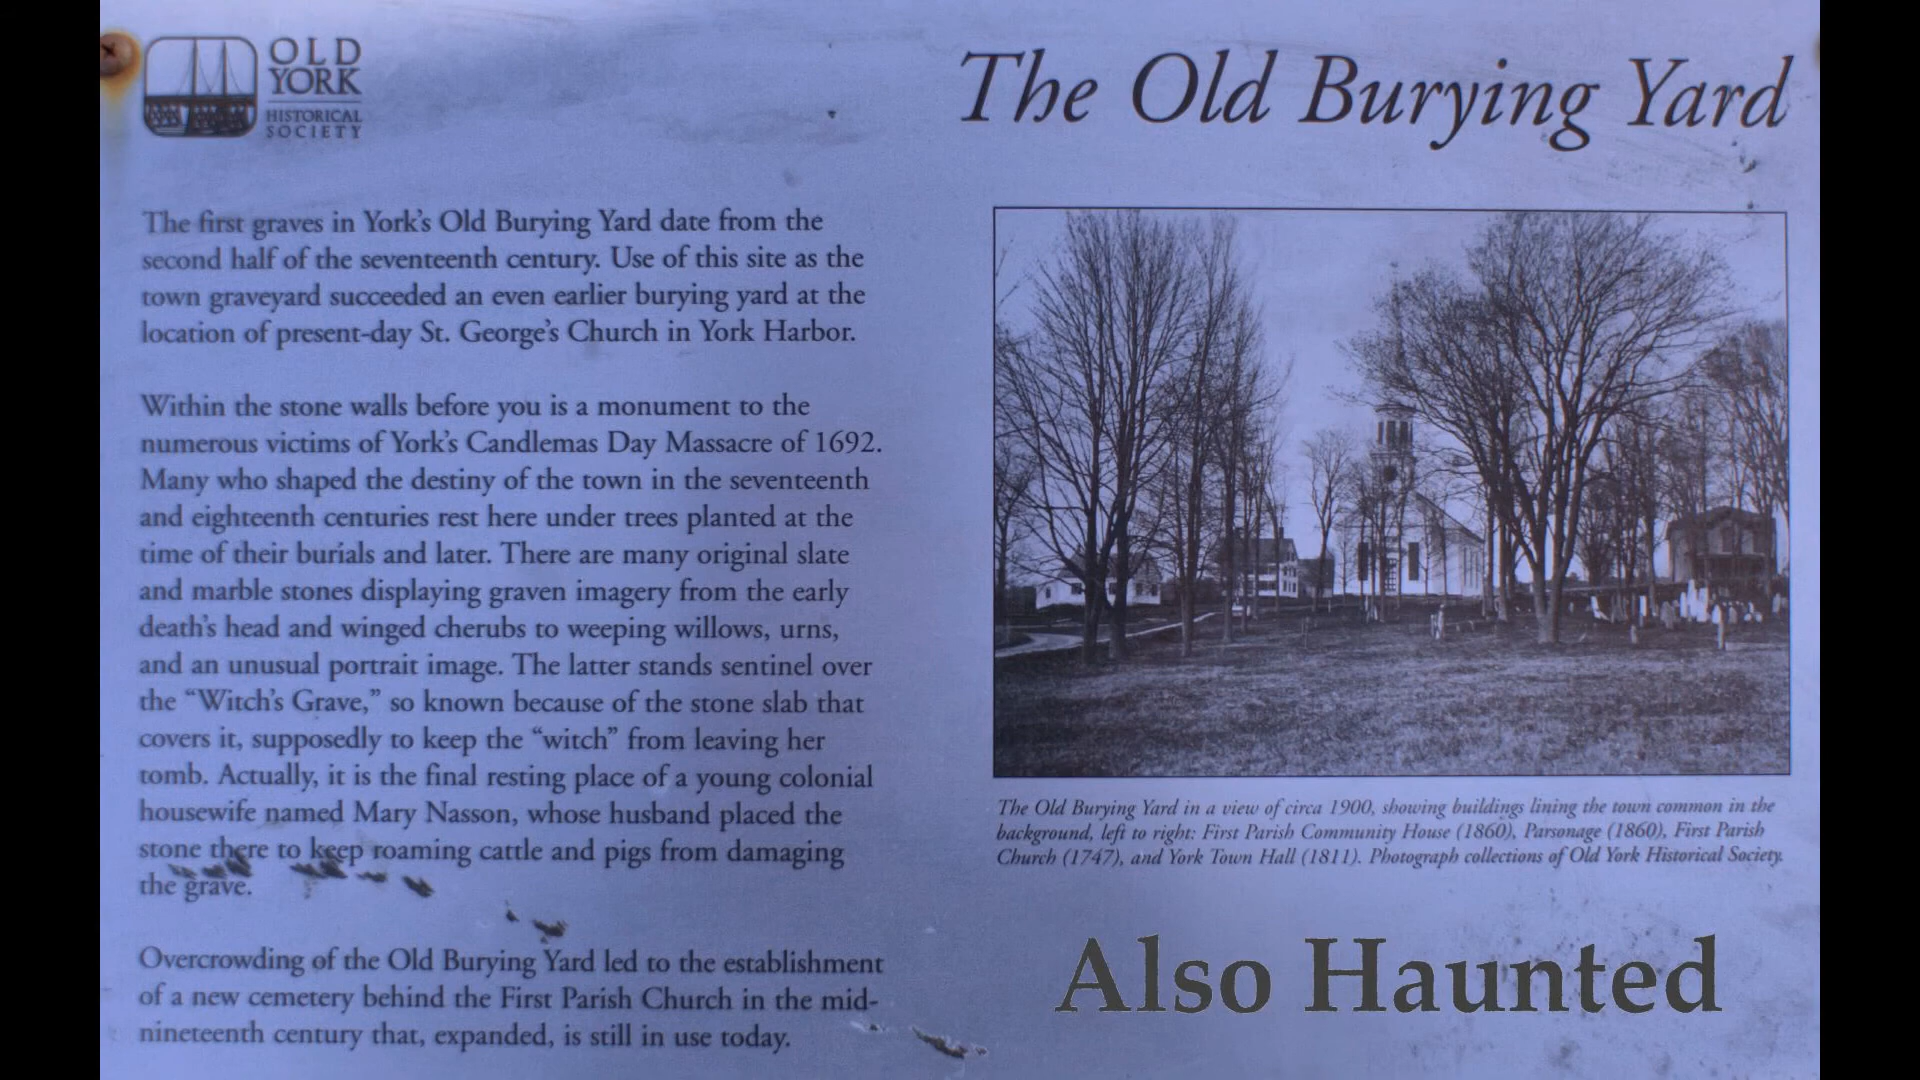 OLD
YORK
HISTORICAL
SOCIETY
The Old Burying Yard
The first graves in York's Old Burying Yard date from the
second half of the seventeenth century. Use of this site as the
town graveyard succeeded an even earlier burying yard at the
location of present-day St. George's Church in York Harbor.
Within the stone walls before you is a monument to the
numerous victims of York's Candlemas Day Massacre of 1692.
Many who shaped the destiny of the town in the seventeenth
and eighteenth centuries rest here under trees planted at the
time of their burials and later. There are many original slate
and marble stones displaying graven imagery from the early
death's head and winged cherubs to weeping willows, urns,
and an unusual portrait image. The latter stands sentinel over
the "Witch's Grave," so known because of the stone slab that
covers it, supposedly to keep the "witch" from leaving her
tomb. Actually, it is the final resting place of a young colonial
housewife named Mary Nasson, whose husband placed the
stone there to keep roaming cattle and pigs from damaging
the grave.
Overcrowding of the Old Burying Yard led to the establishment
of a new cemetery behind the First Parish Church in the mid-
nineteenth century that, expanded, is still in use today.
The Old Burying Yard in a view of circa 1900, showing buildings lining the town common in the
background, left to right: First Parish Community House (1860), Parsonage (1860), First Parish
Church (1747), and York Town Hall (1811). Photograph collections of Old York Historical Society.
Also Haunted